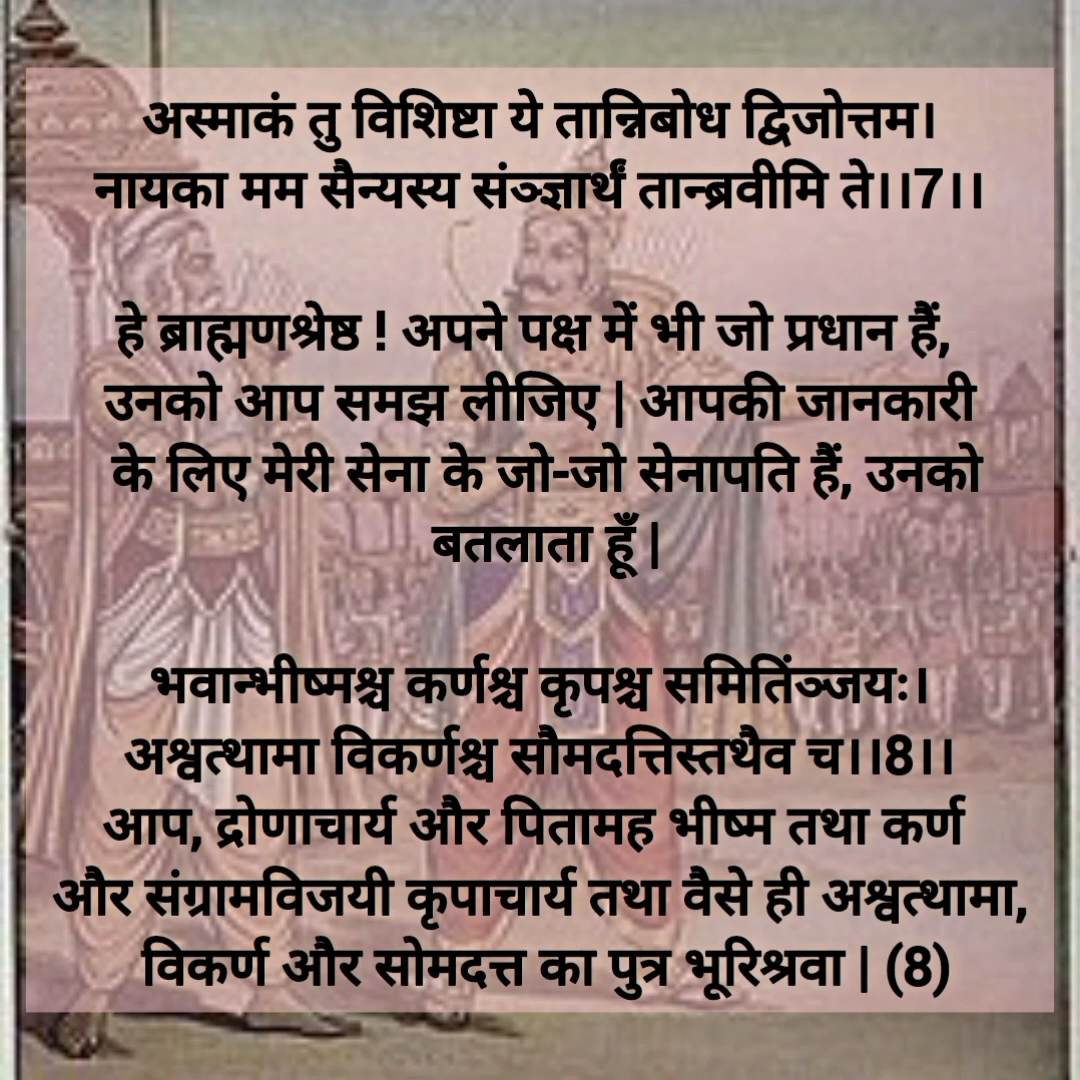 अस्माकं तु विशिष्टा ये तान्निबोध द्विजोत्तम।
नायका मम सैन्यस्य संञ्ज्ञार्थं तान्ब्रवीमि ते।।7।।
हे ब्राह्मणश्रेष्ठ ! अपने पक्ष में भी जो प्रधान हैं,
उनको आप समझ लीजिए | आपकी जानकारी
के लिए मेरी सेना के जो-जो सेनापति हैं, उनको
बतलाता हूँ |
भवान्भीष्मश्च कर्णश्च कृपश्च समितिंञ्जयः।
अश्वत्थामा विकर्णश्च सौमदत्तिस्तथैव च।।8।।
आप, द्रोणाचार्य और पितामह भीष्म तथा कर्ण
और संग्रामविजयी कृपाचार्य तथा वैसे ही अश्वत्थामा,
विकर्ण और सोमदत्त का पुत्र भूरिश्रवा | (8)